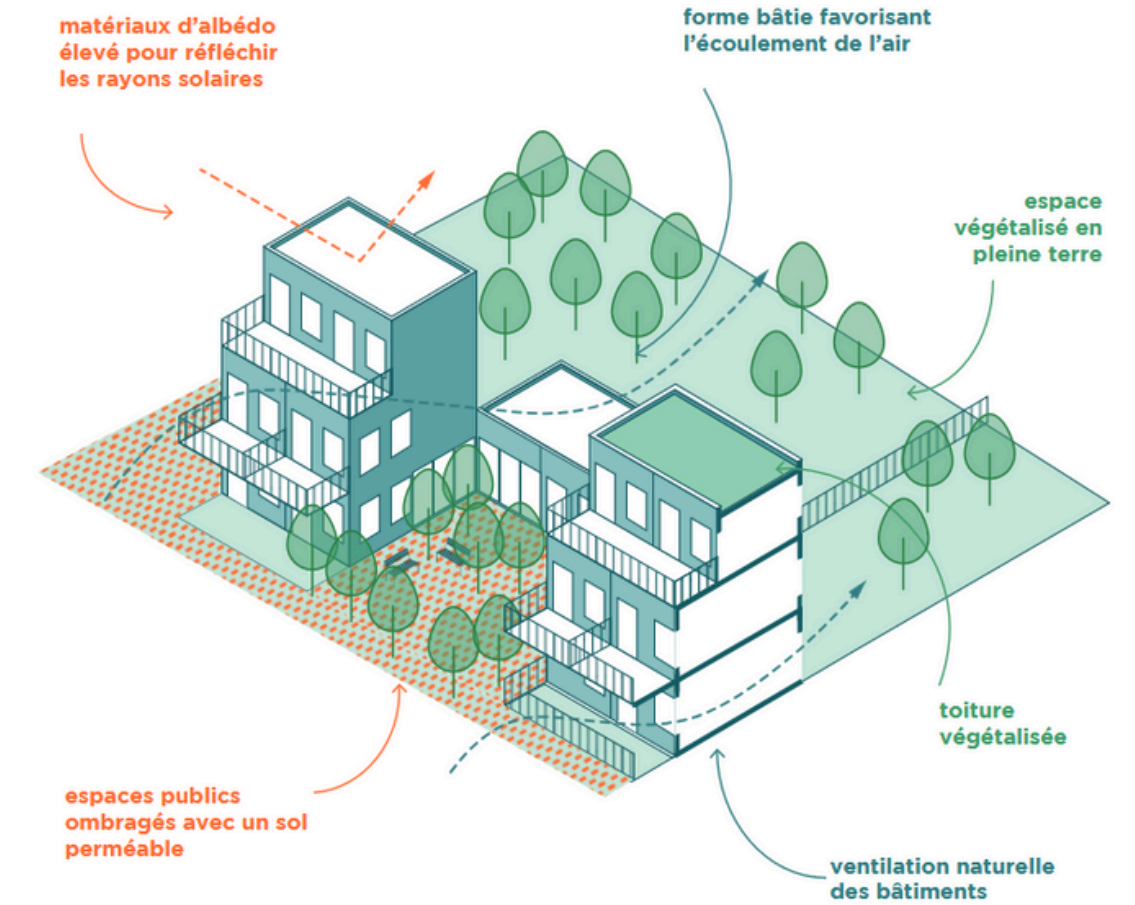 matériaux d'albédo
élevé pour réfléchir
les rayons solaires
forme bâtie favorisant
l'écoulement de l'air
espace
végétalisé en
pleine terre
toiture
végétalisée
espaces publics
ombragés avec un sol
perméable
ventilation naturelle
des bâtiments